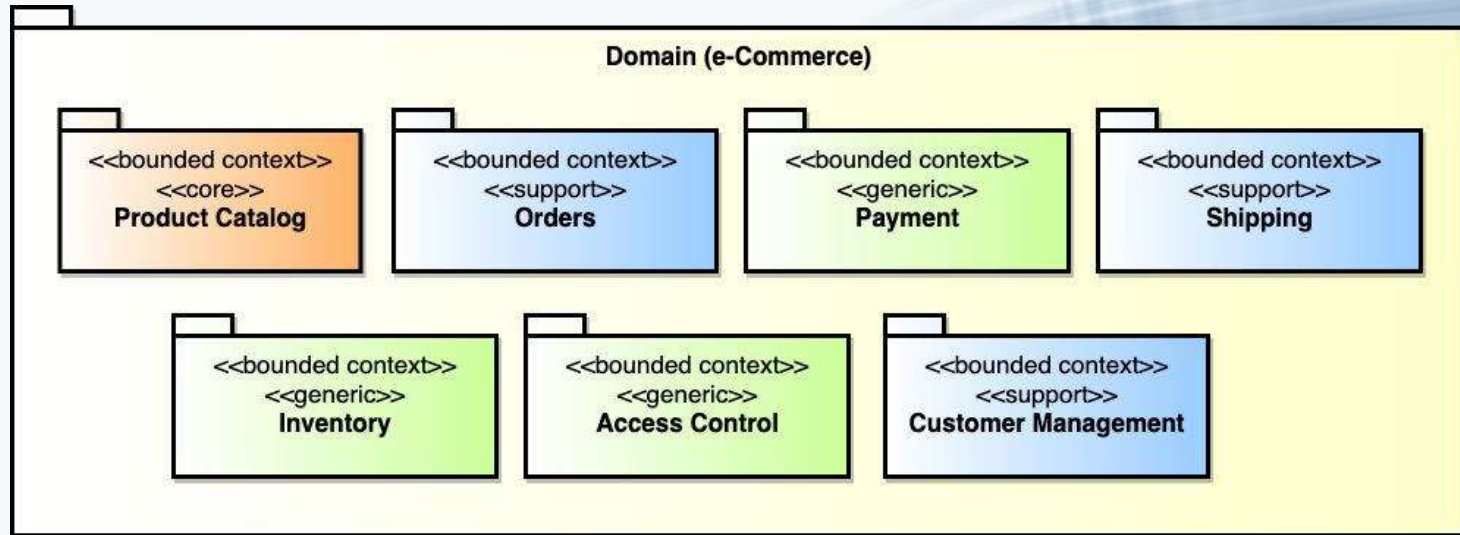 Domain (e-Commerce)
<<bounded context>>
<<core>>
Product Catalog
<<bounded context>>
<<support>>
Orders
<<bounded context>>
<<generic>>
Payment
<<bounded context>>
<<support>>
Shipping
<<bounded context>>
<<generic>>
Inventory
<<bounded context>>
<<generic>>
Access Control
<<bounded context>>
<<support>>
Customer Management